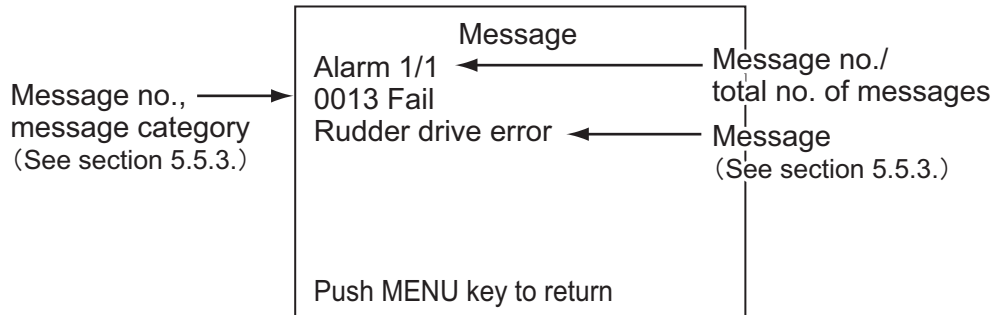 Message
Alarm 1/1
0013 Fail
Rudder drive error
Push MENU key to return
Message no.,
message category
(See section 5.5.3.)
Message no./
total no. of messages
Message
(See section 5.5.3.)